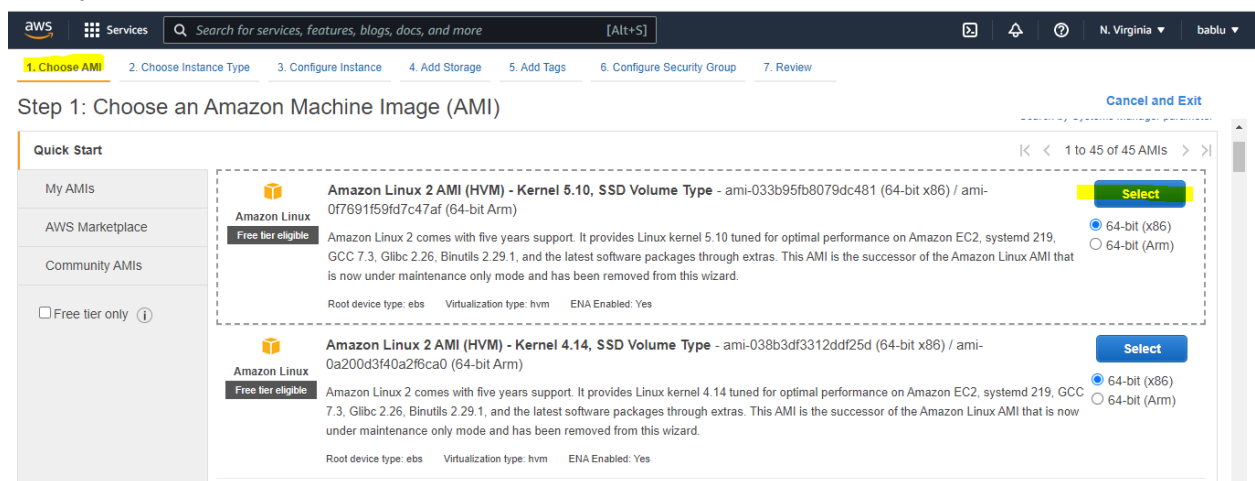 aws Services Search for services, features, blogs, docs, and more [Alt+S] N. Virginia ▼ bablu ▼
1. Choose AMI 2. Choose Instance Type 3. Configure Instance 4. Add Storage 5. Add Tags 6. Configure Security Group 7. Review
Step 1: Choose an Amazon Machine Image (AMI)
Cancel and Exit
Quick Start
1 to 45 of 45 AMIs
My AMIs
AWS Marketplace
Community AMIs
Free tier only
Amazon Linux
Free tier eligible
Amazon Linux 2 AMI (HVM) - Kernel 5.10, SSD Volume Type - ami-033b95fb8079dc481 (64-bit x86) / ami-
0f7691f59fd7c47af (64-bit Arm)
Amazon Linux 2 comes with five years support. It provides Linux kernel 5.10 tuned for optimal performance on Amazon EC2, systemd 219,
GCC 7.3, Glibc 2.26, Binutils 2.29.1, and the latest software packages through extras. This AMI is the successor of the Amazon Linux AMI that
is now under maintenance only mode and has been removed from this wizard.
Root device type: ebs Virtualization type: hvm ENA Enabled: Yes
Select
64-bit (x86)
64-bit (Arm)
Amazon Linux
Free tier eligible
Amazon Linux 2 AMI (HVM) - Kernel 4.14, SSD Volume Type - ami-038b3df3312ddf25d (64-bit x86) / ami-
0a200d3f40a2f6ca0 (64-bit Arm)
Amazon Linux 2 comes with five years support. It provides Linux kernel 4.14 tuned for optimal performance on Amazon EC2, systemd 219, GCC
7.3, Glibc 2.26, Binutils 2.29.1, and the latest software packages through extras. This AMI is the successor of the Amazon Linux AMI that is now
under maintenance only mode and has been removed from this wizard.
Root device type: ebs Virtualization type: hvm ENA Enabled: Yes
Select
64-bit (x86)
64-bit (Arm)